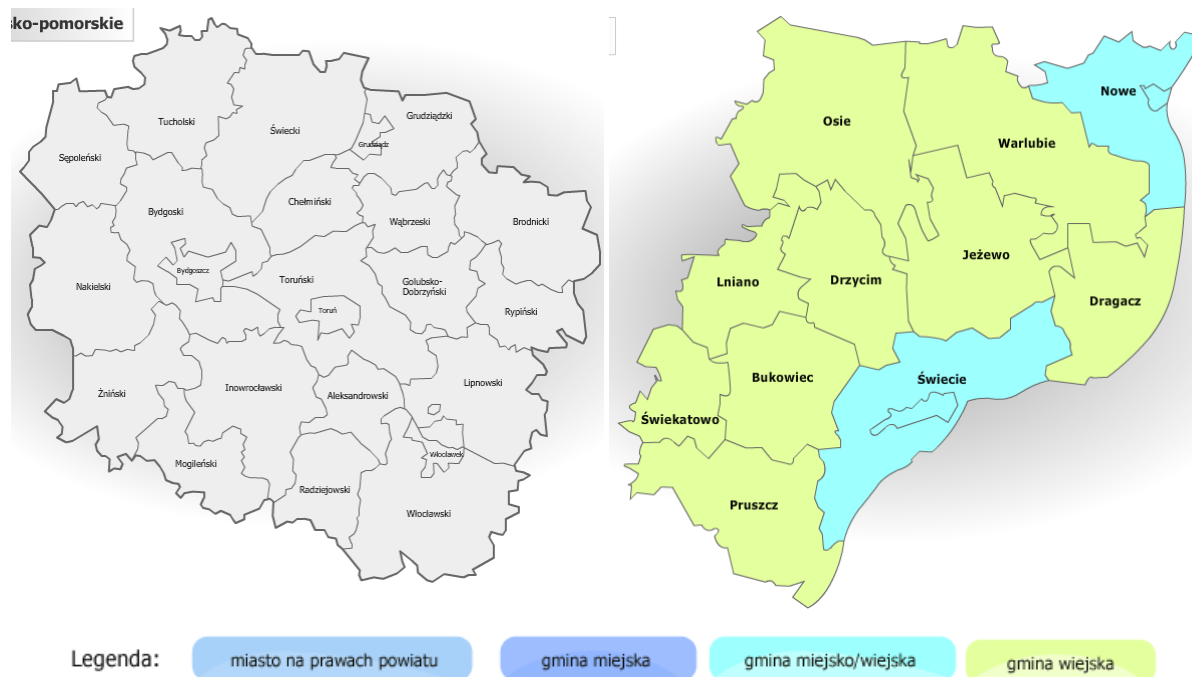 sko-pomorskie
Tucholski
Świecki
Grudziądzki
Grudziądz
Sępoleński
Chełmiński
Bydgoski
Wąbrzeski
Brodnicki
Bydgoszcz
Toruński
Golubsko-
Dobrzyński
Nakielski
Toruń
Rypiński
Żniński
Inowrocławski
Aleksandrowski
Lipnowski
Włocławek
Mogileński
Radziejowski
Włocławski
Nowe
Osie
Warlubie
Jeżewo
Lniano
Drzycim
Dragacz
Bukowiec
Świecie
Świekatowo
Pruszcz
Legenda:
miasto na prawach powiatu
gmina miejska
gmina miejsko/wiejska
gmina wiejska